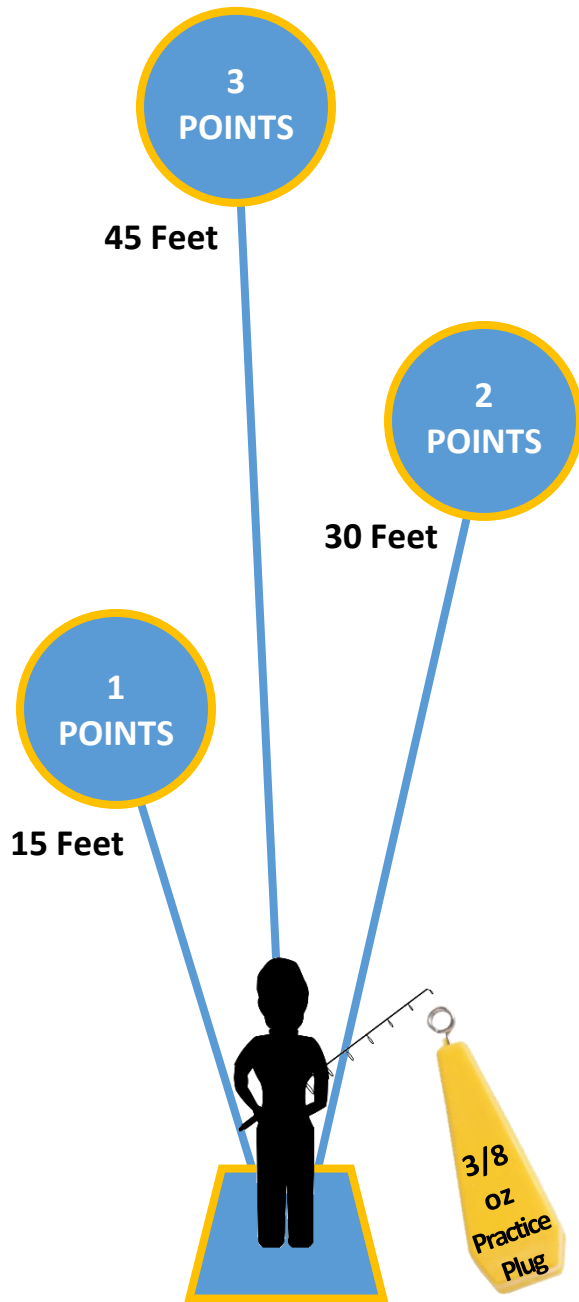 3
POINTS
45 Feet
2
POINTS
30 Feet
1
POINTS
15 Feet
3/8
oz
Practice
Plug